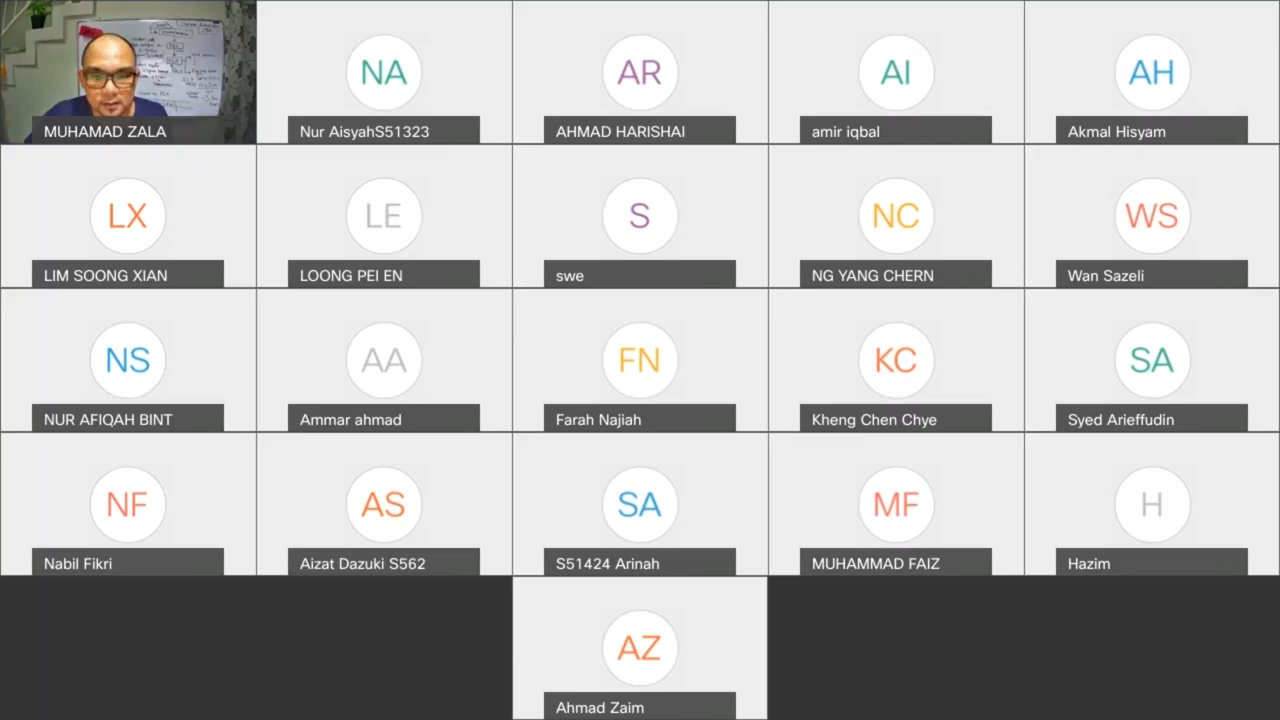 MUHAMAD ZALA
NA
Nur AisyahS51323
AR
AHMAD HARISHAI
AI
amir iqbal
AH
Akmal Hisyam
LX
LIM SOONG XIAN
LE
LOONG PEI EN
S
swe
NC
NG YANG CHERN
WS
Wan Sazeli
NS
NUR AFIQAH BINT
AA
Ammar ahmad
FN
Farah Najiah
KC
Kheng Chen Chye
SA
Syed Arieffudin
NF
Nabil Fikri
AS
Aizat Dazuki S562
SA
S51424 Arinah
MF
MUHAMMAD FAIZ
H
Hazim
AZ
Ahmad Zaim